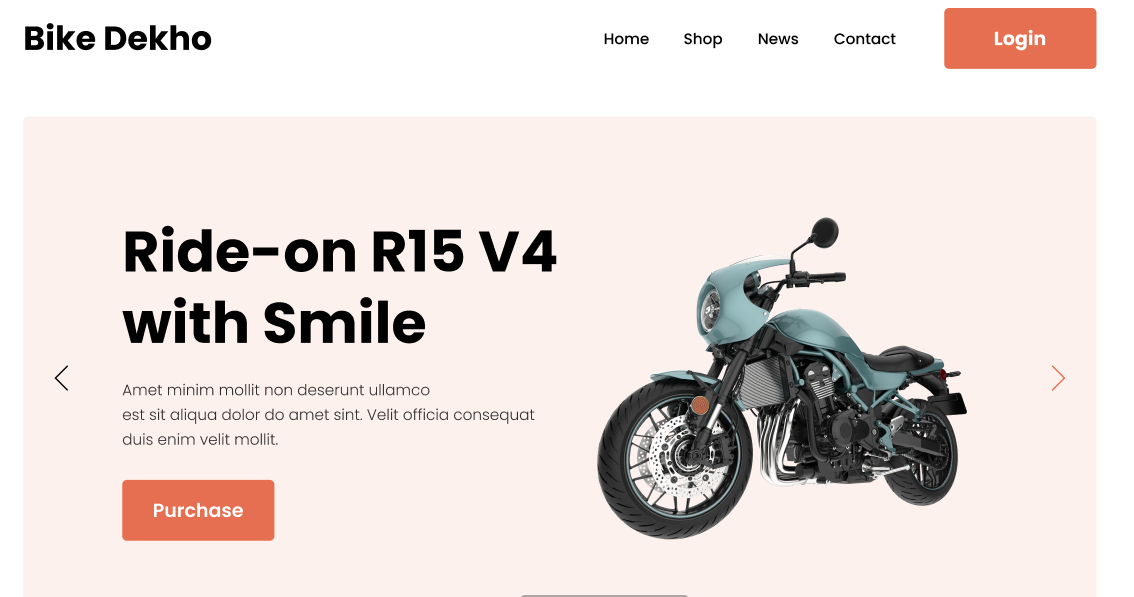 Bike Dekho
Home
Shop
News
Contact
Login
Ride-on R15 V4
with Smile
Amet minim mollit non deserunt ullamco
est sit aliqua dolor do amet sint. Velit officia consequat
duis enim velit mollit.
Purchase